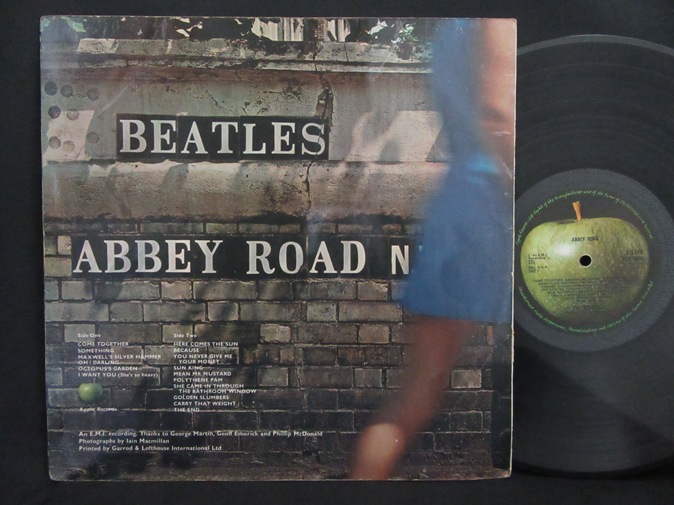 BEATLES
ABBEY ROAD N
Side One
COME TOGETHER
SOMETHING
MAXWELL'S SILVER HAMMER
OH! DARLING
OCTOPUS'S GARDEN
I WANT YOU (She's so heavy)
Apple Records
Side Two
HERE COMES THE SUN
BECAUSE
YOU NEVER GIVE ME
YOUR MONEY
SUN KING
MEAN MR MUSTARD
POLYTHENE PAM
SHE CAME IN THROUGH
THE BATHROOM WINDOW
GOLDEN SLUMBERS
CARRY THAT WEIGHT
THE END
An E.M.I. recording. Thanks to George Martin, Geoff Emerick and Phillip McDonald
Photographs by Iain Macmillan
Printed by Garrod & Lofthouse International Ltd
ABBEY ROAD